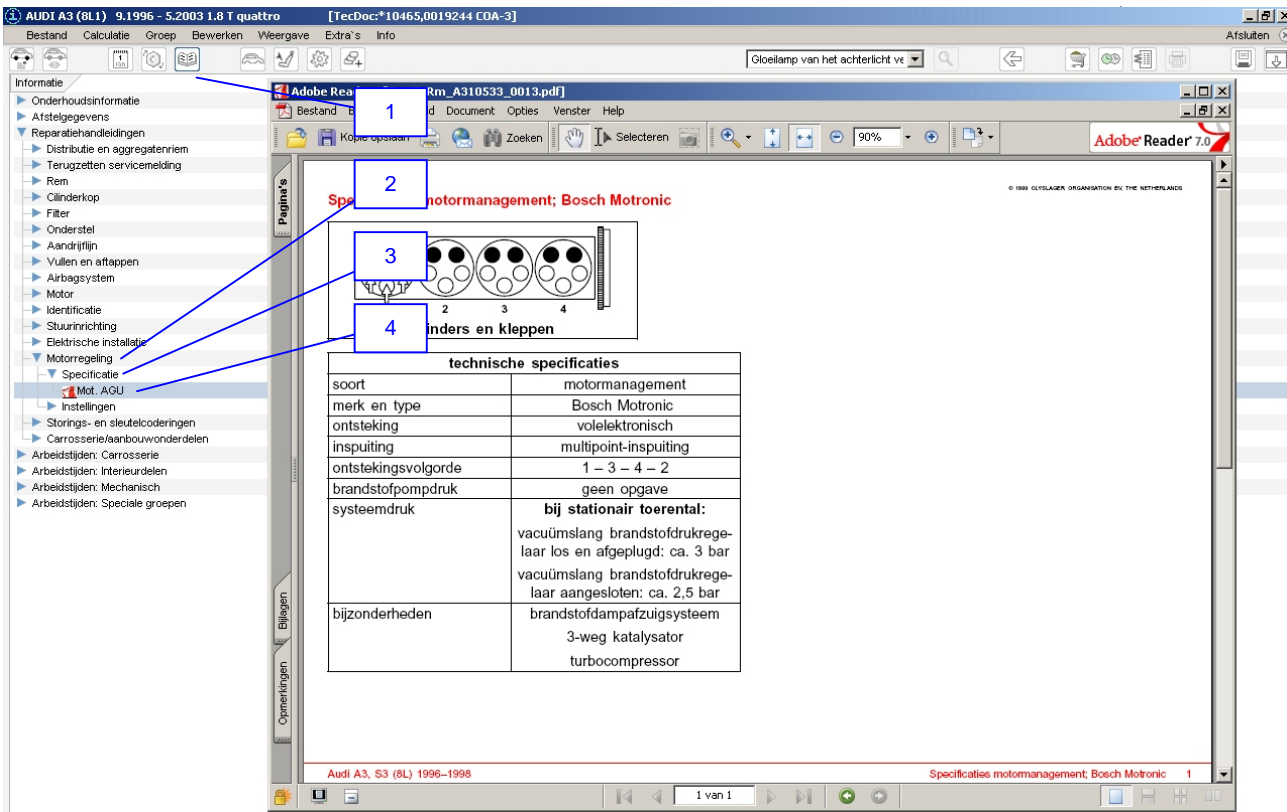 AUDI A3 (8L1) 9.1996 - 5.2003 1.8 T quattro [TecDoc:*10465,0019244 COA-3]
Bestand Calculatie Groep Bewerken Weergave Extra`s Info Afsluiten
Gloeilamp van het achterlicht ve
Informatie
Onderhoudsinformatie
Afstelgegevens
Reparatiehandleidingen
Distributie en aggregatenriem
Terugzetten servicemelding
Rem
Cilinderkop
Filter
Onderstel
Aandrijflijn
Vullen en aftappen
Airbagsystem
Motor
Identificatie
Stuurinrichting
Elektrische installatie
Motorregeling
Specificatie
Mot. AGU
Instellingen
Storings- en sleutelcoderingen
Carrosserie/aanbouwonderdelen
Arbeidstijden: Carrosserie
Arbeidstijden: Interieurdelen
Arbeidstijden: Mechanisch
Arbeidstijden: Speciale groepen
1
2
3
4
Adobe Rea Rm_A310533_0013.pdf]
Bestand B d Document Opties Venster Help
Kopie opslaan Zoeken Selecteren 90% Adobe Reader 7.0
Pagina's
Bijlagen
Opmerkingen
© 1998 OLYSLAGER ORGANISATION BV, THE NETHERLANDS
Spe motormanagement; Bosch Motronic
2 3 4
inders en kleppen
technische specificaties
soort motormanagement
merk en type Bosch Motronic
ontsteking volelektronisch
inspuiting multipoint-inspuiting
ontstekingsvolgorde 1 – 3 – 4 – 2
brandstofpompdruk geen opgave
systeemdruk bij stationair toerental:
vacuümslang brandstofdrukrege-
laar los en afgeplugd: ca. 3 bar
vacuümslang brandstofdrukrege-
laar aangesloten: ca. 2,5 bar
bijzonderheden brandstofdampafzuigsysteem
3-weg katalysator
turbocompressor
Audi A3, S3 (8L) 1996–1998 Specificaties motormanagement; Bosch Motronic 1
1 van 1